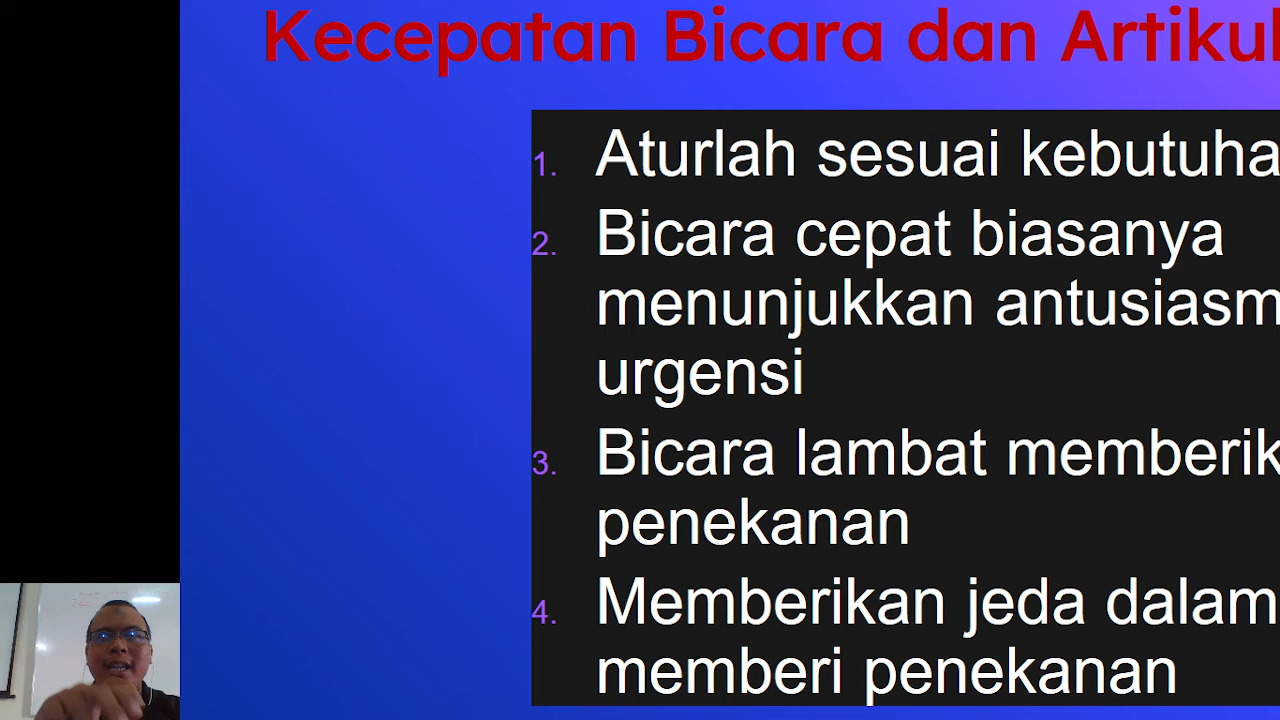 Kecepatan Bicara dan Artikul
1. Aturlah sesuai kebutuha
2. Bicara cepat biasanya
menunjukkan antusiasm
urgensi
3. Bicara lambat memberik
penekanan
4. Memberikan jeda dalam
memberi penekanan